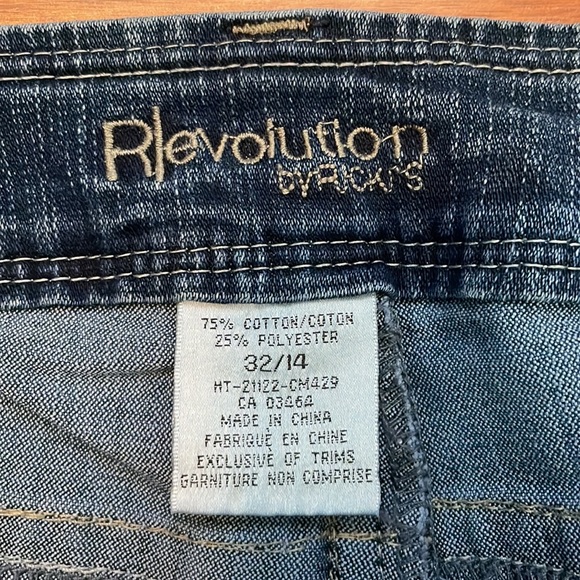 R|evolution
by RICKI'S
75% COTTON/COTON
25% POLYESTER
32/14
HT-21122-CM429
CA 03464
MADE IN CHINA
FABRIQUÉ EN CHINE
EXCLUSIVE OF TRIMS
GARNITURE NON COMPRISE